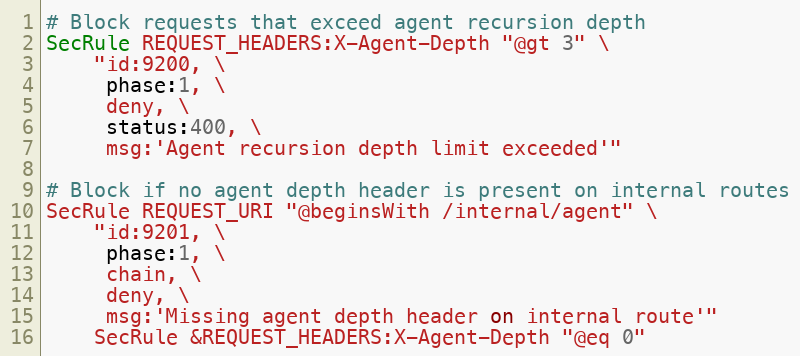 1 # Block requests that exceed agent recursion depth
2 SecRule REQUEST_HEADERS:X-Agent-Depth "@gt 3" \
3     "id:9200, \
4      phase:1, \
5      deny, \
6      status:400, \
7      msg:'Agent recursion depth limit exceeded'"
8
9 # Block if no agent depth header is present on internal routes
10 SecRule REQUEST_URI "@beginsWith /internal/agent" \
11     "id:9201, \
12      phase:1, \
13      chain, \
14      deny, \
15      msg:'Missing agent depth header on internal route'"
16     SecRule &REQUEST_HEADERS:X-Agent-Depth "@eq 0"